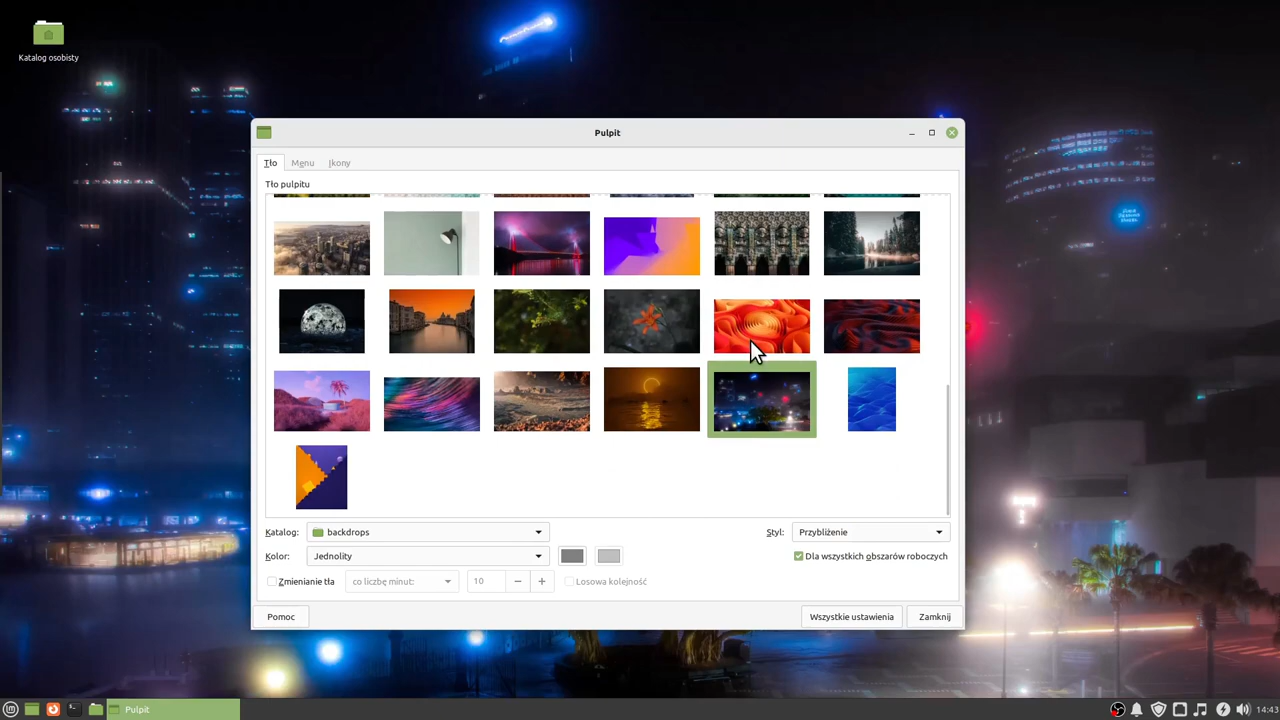 Katalog osobisty
Pulpit
Tło
Menu
Ikony
Tło pulpitu
Katalog:
backdrops
Styl:
Przybliżenie
Kolor:
Jednolity
Dla wszystkich obszarów roboczych
Zmienianie tła
co liczbę minut:
10
Losowa kolejność
Pomoc
Wszystkie ustawienia
Zamknij
Pulpit
14:43